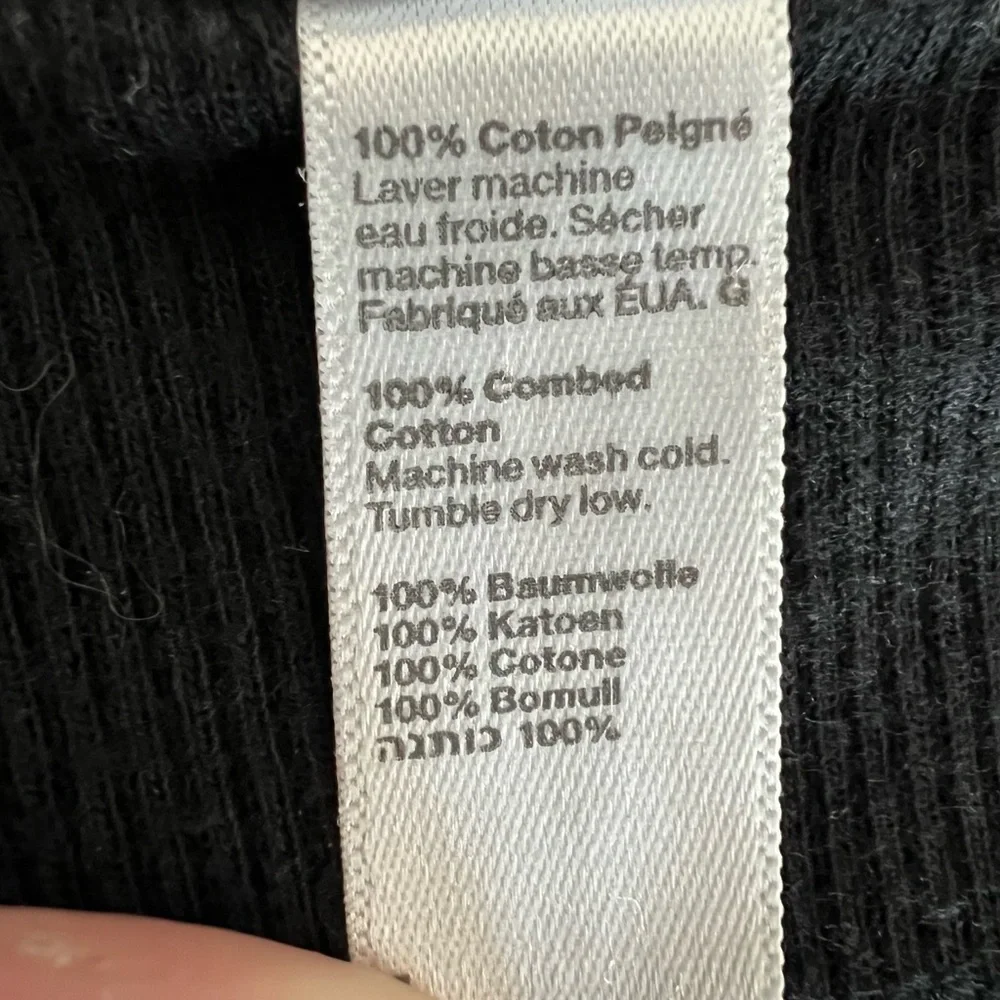 100% Coton Peigné
Laver machine
eau froide. Sécher
machine basse temp.
Fabriqué aux ÉUA. G
100% Combed
Cotton
Machine wash cold.
Tumble dry low.
100% Baumwolle
100% Katoen
100% Cotone
100% Bomull
100% כותנה